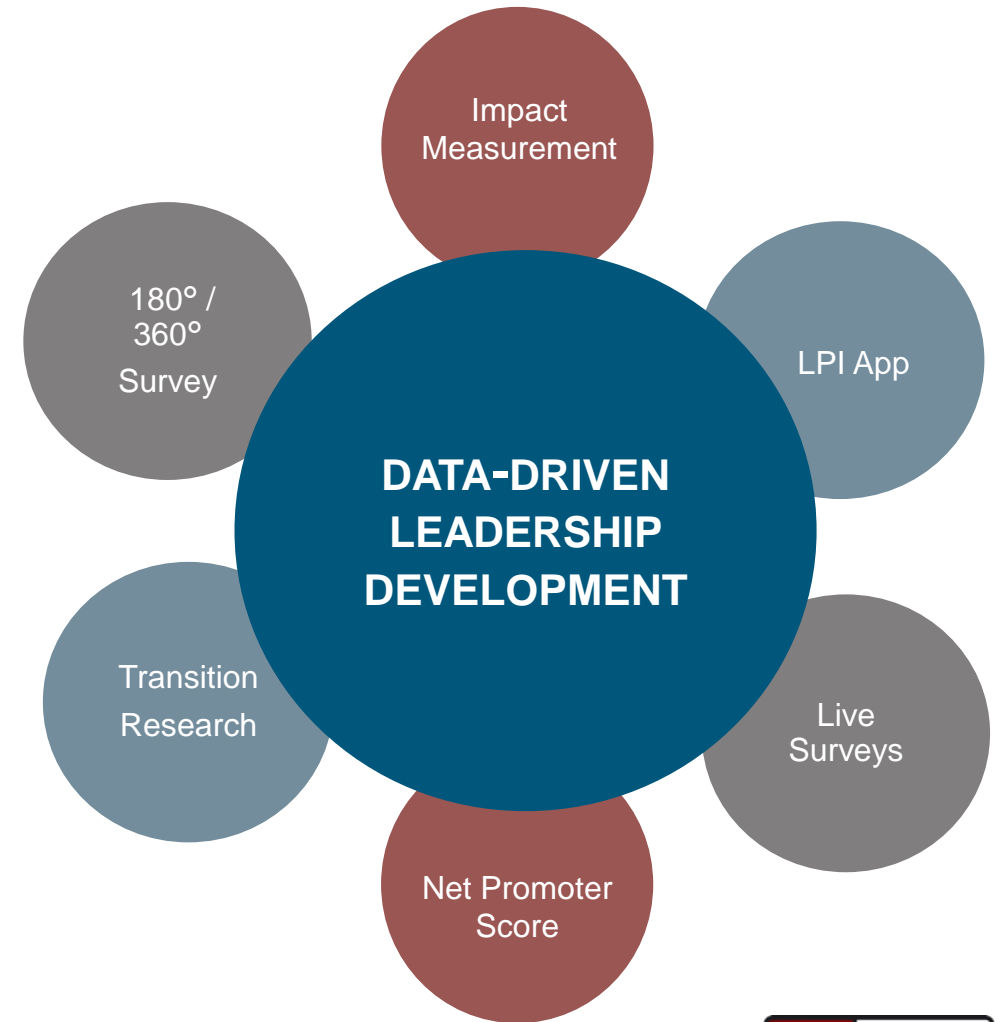 Impact
Measurement
180° /
360°
Survey
LPI App
DATA-DRIVEN
LEADERSHIP
DEVELOPMENT
Transition
Research
Live
Surveys
Net Promoter
Score